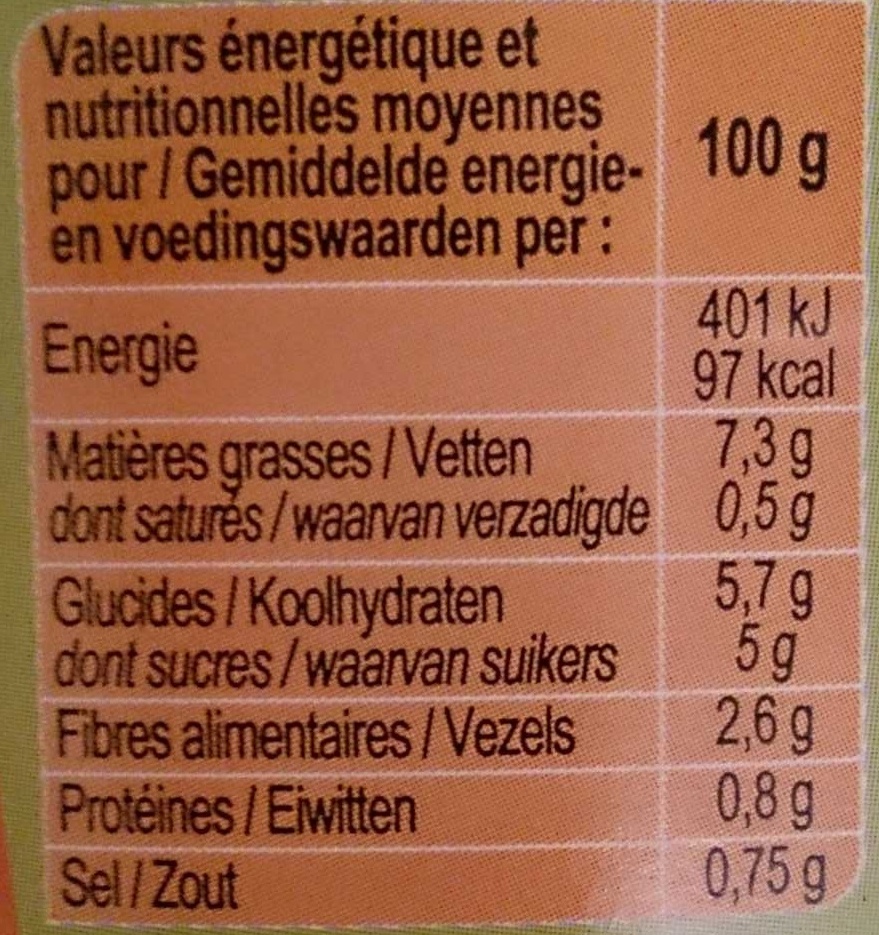 Valeurs énergétique et
nutritionnelles moyennes
pour / Gemiddelde energie-
en voedingswaarden per :
100 g
Energie
401 kJ
97 kcal
Matières grasses / Vetten 7,3 g
dont saturés / waarvan verzadigde 0,5 g
Glucides / Koolhydraten 5,7 g
dont sucres / waarvan suikers 5 g
Fibres alimentaires / Vezels 2,6 g
Protéines / Eiwitten 0,8 g
Sel / Zout 0,75 g